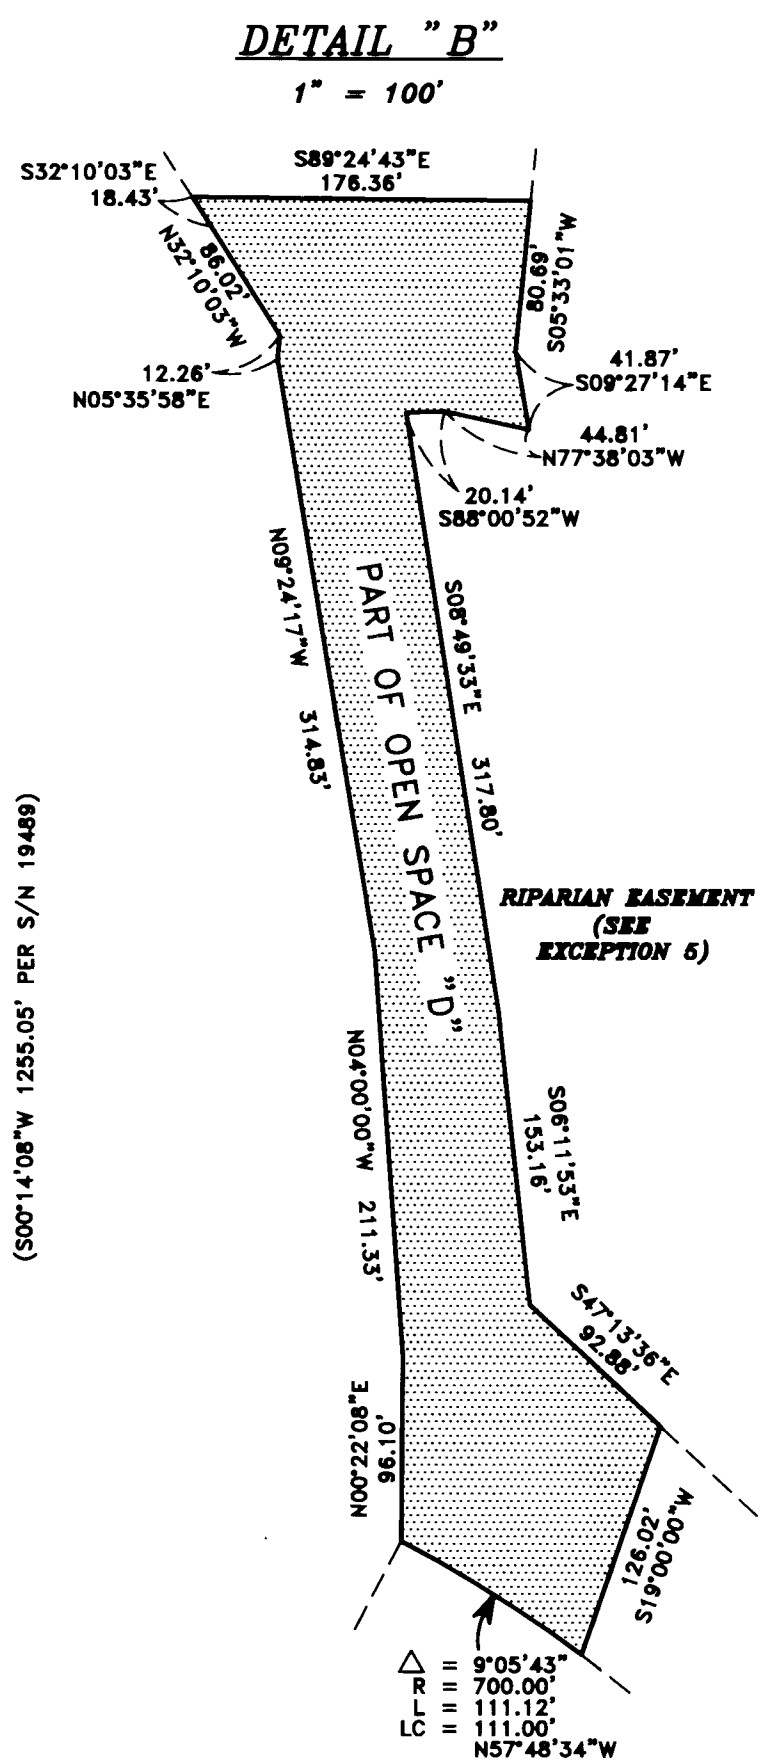 DETAIL "B"
1" = 100'
S32°10'03"E
18.43'
S89°24'43"E
176.36'
86.02'
N32°10'03"W
80.69'
S05°33'01"W
12.26'
N05°35'58"E
41.87'
S09°27'14"E
44.81'
N77°38'03"W
20.14'
S88°00'52"W
N09°24'17"W 314.83'
PART OF OPEN SPACE "D"
S08°49'33"E 317.80'
(S00°14'08"W 1255.05' PER S/N 19489)
RIPARIAN EASEMENT
(SEE
EXCEPTION 5)
N04°00'00"W 211.33'
S06°11'53"E
153.16'
S47°13'36"E
92.88'
N00°22'08"E
96.10'
126.02'
S19°00'00"W
△ = 9°05'43"
R = 700.00'
L = 111.12'
LC = 111.00'
N57°48'34"W